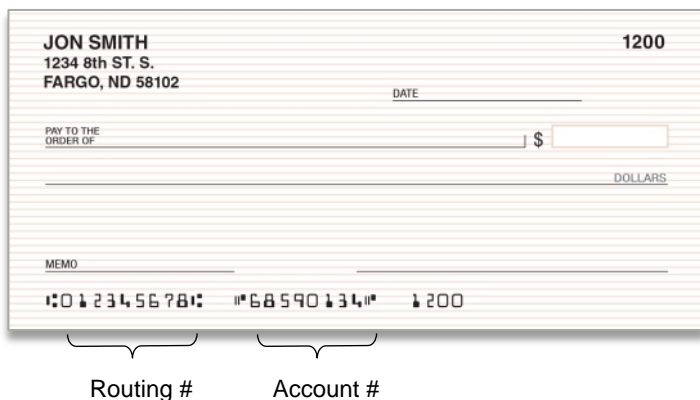 JON SMITH 1200
1234 8th ST. S.
FARGO, ND 58102
DATE
PAY TO THE
ORDER OF $
DOLLARS
MEMO
⑆012345678⑆ ⑈68590134⑈ 1200
Routing # Account #